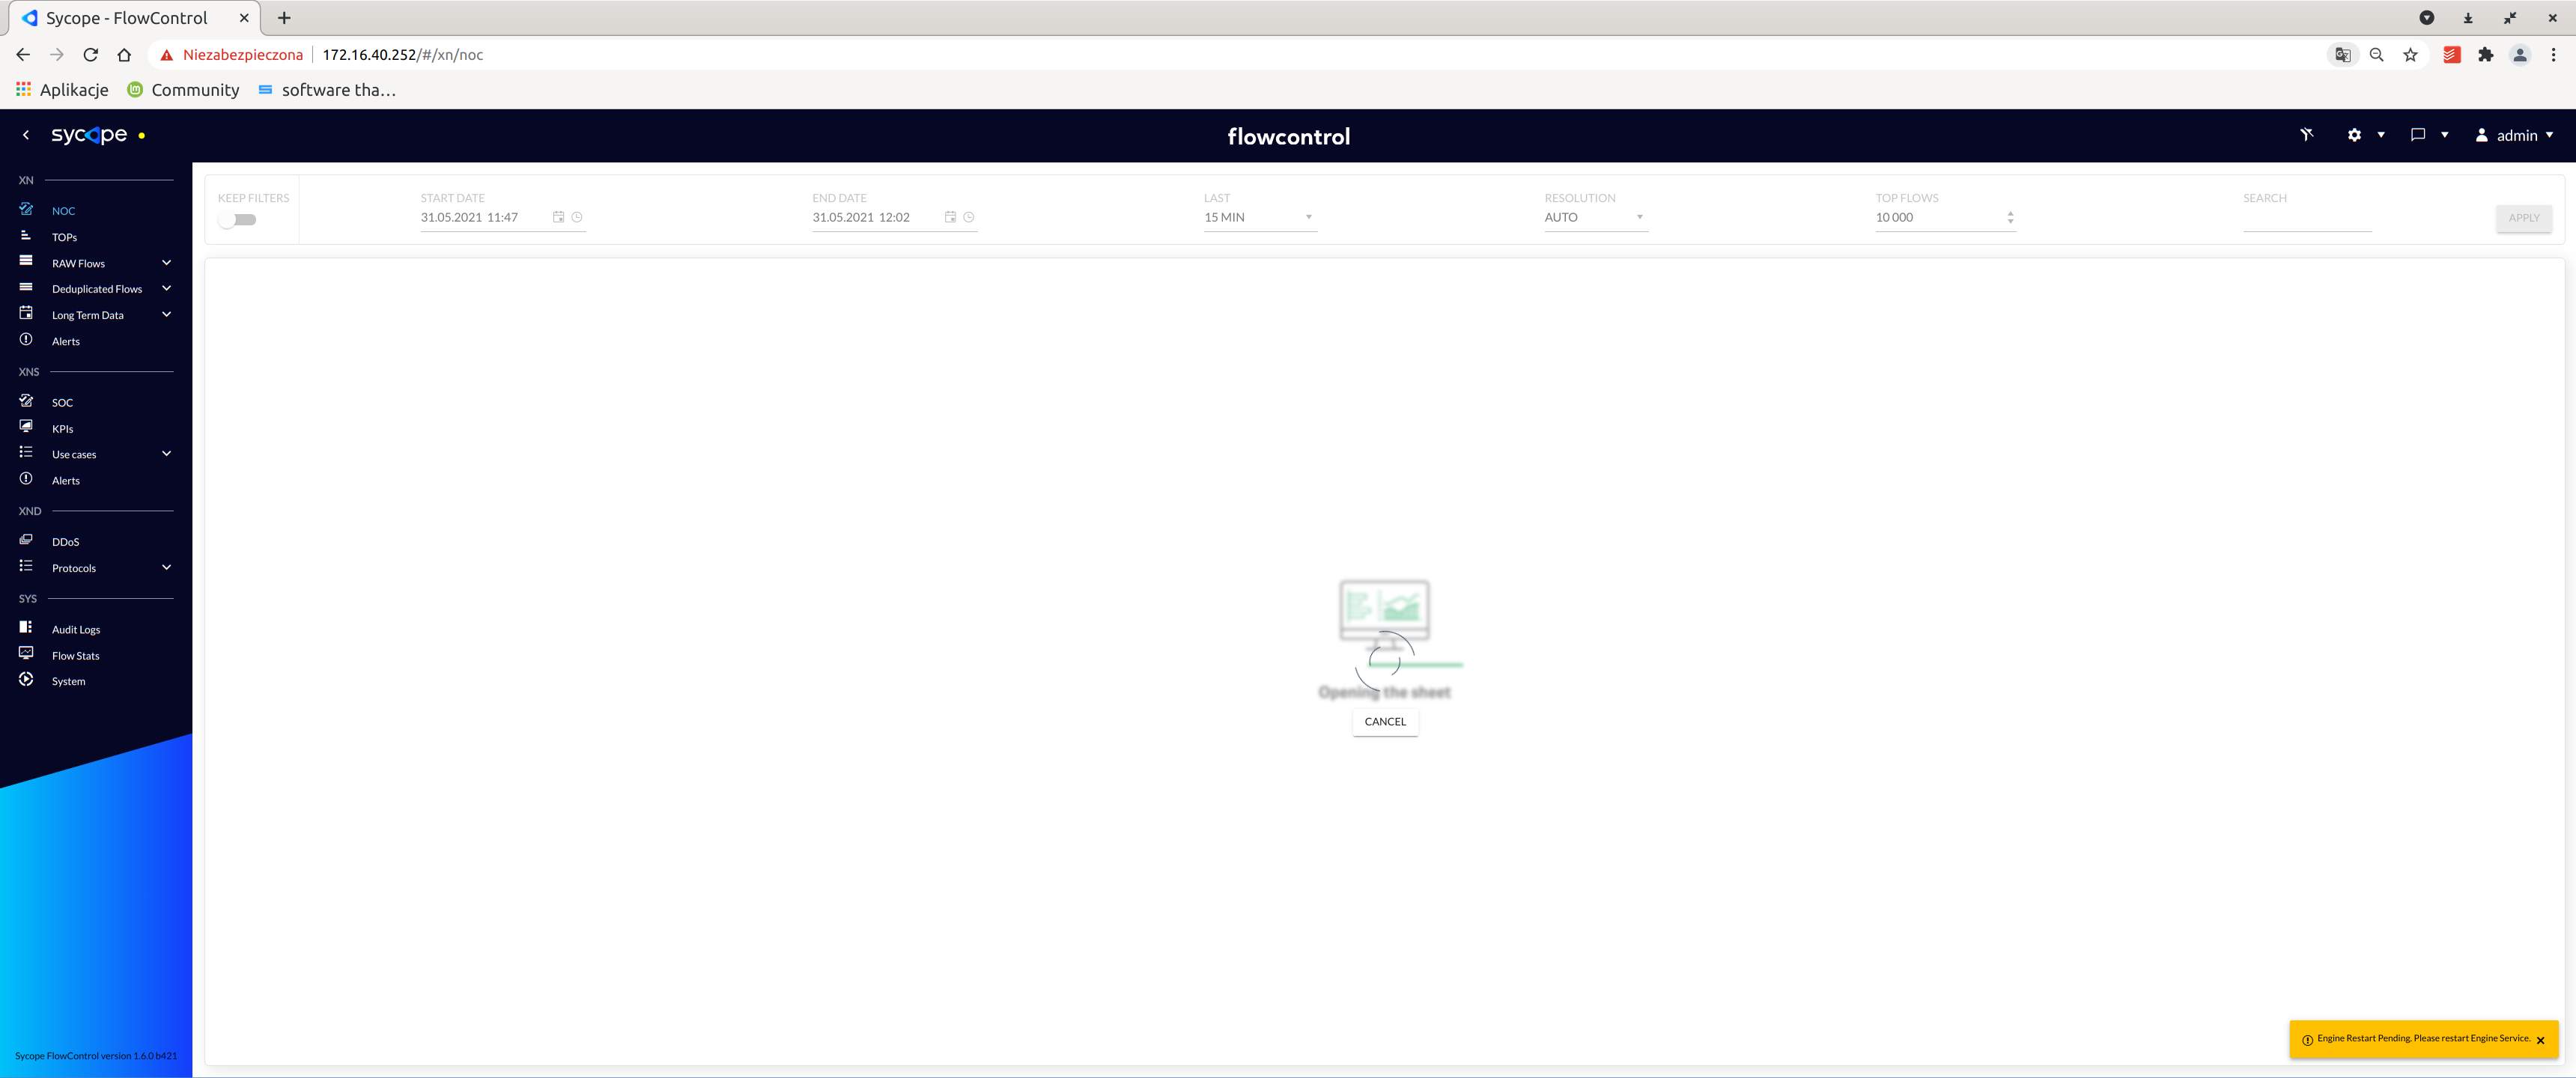 Sycope - FlowControl
Niezabezpieczona 172.16.40.252/#/xn/noc
Aplikacje Community software tha...
sycope flowcontrol admin
XN
NOC
TOPs
RAW Flows
Deduplicated Flows
Long Term Data
Alerts
XNS
SOC
KPIs
Use cases
Alerts
XND
DDoS
Protocols
SYS
Audit Logs
Flow Stats
System
Sycope FlowControl version 1.6.0 b421
KEEP FILTERS START DATE END DATE LAST RESOLUTION TOP FLOWS SEARCH
31.05.2021 11:47 31.05.2021 12:02 15 MIN AUTO 10 000 APPLY
Opening the sheet
CANCEL
Engine Restart Pending. Please restart Engine Service.